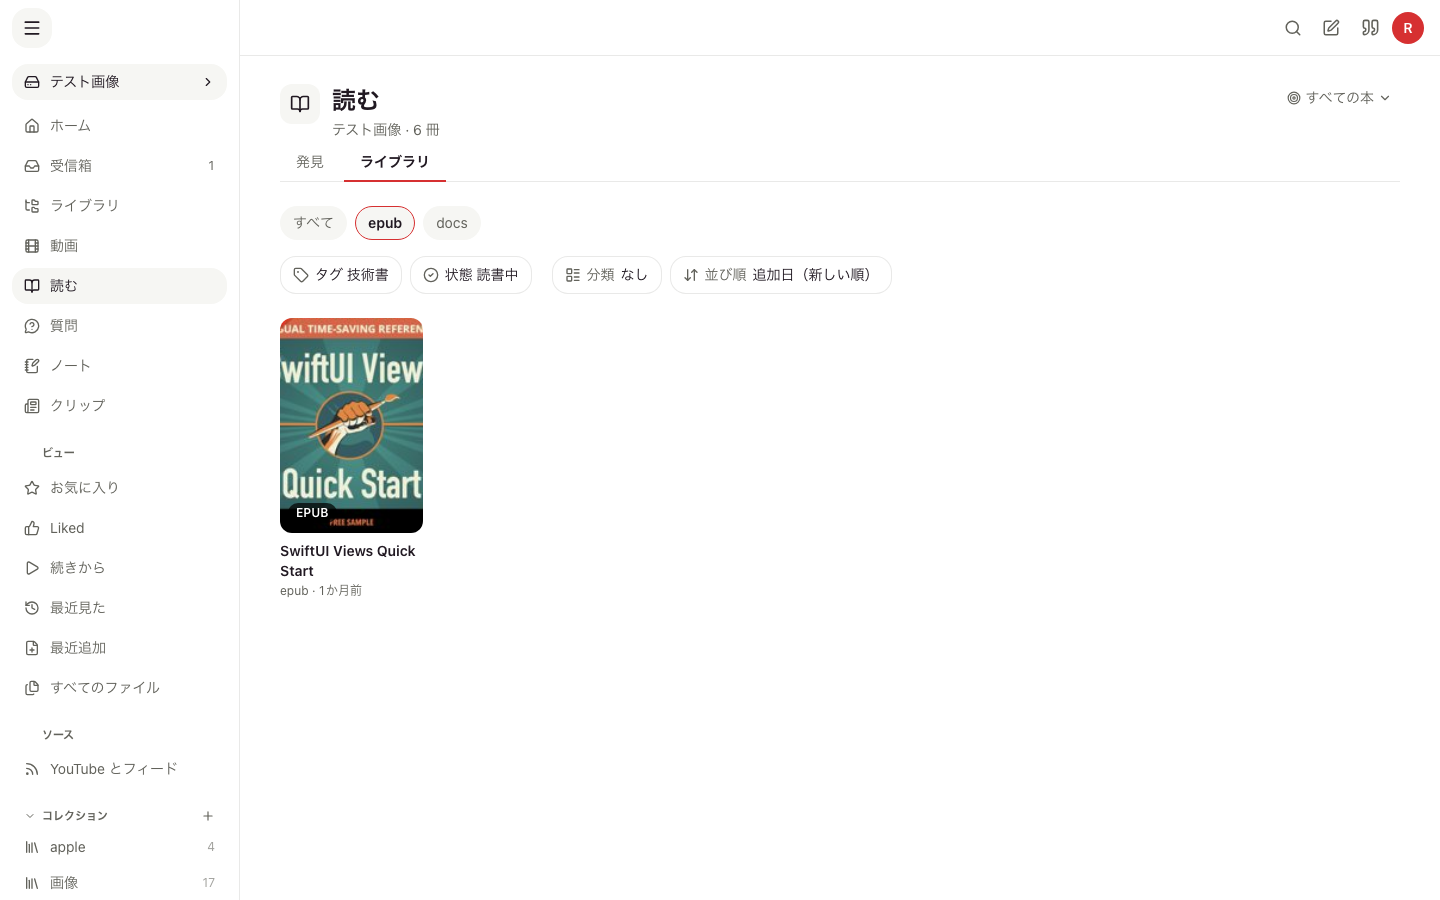 R
テスト画像
ホーム
受信箱 1
ライブラリ
動画
読む
質問
ノート
クリップ
ビュー
お気に入り
Liked
続きから
最近見た
最近追加
すべてのファイル
ソース
YouTube とフィード
コレクション
apple 4
画像 17
読む
テスト画像 · 6 冊
すべての本
発見 ライブラリ
すべて epub docs
タグ 技術書 状態 読書中 分類 なし 並び順 追加日（新しい順）
TIME-SAVING
Quick Start
EPUB
FREE SAMPLE
SwiftUI Views Quick
Start
epub · 1か月前